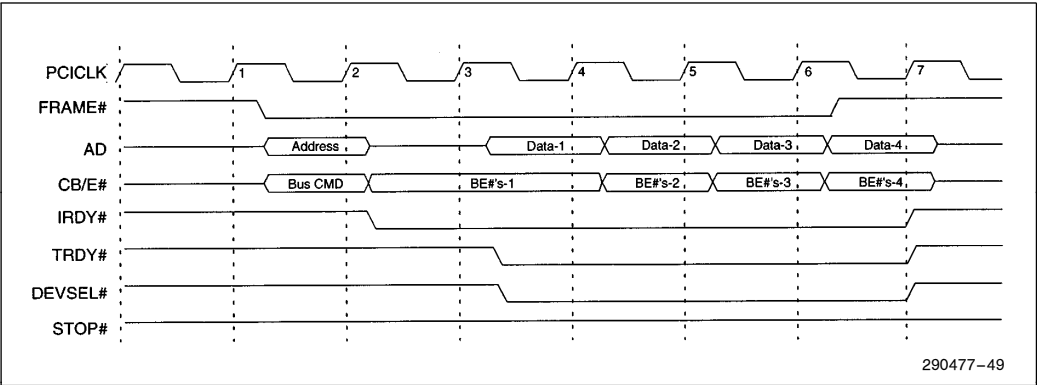 PCICLK 1 2 3 4 5 6 7
FRAME#
AD Address Data-1 Data-2 Data-3 Data-4
CB/E# Bus CMD BE#'s-1 BE#'s-2 BE#'s-3 BE#'s-4
IRDY#
TRDY#
DEVSEL#
STOP#
290477–49